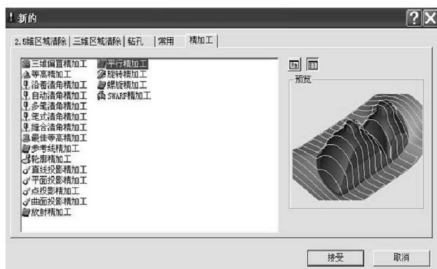 新的
2.5维区域清除 三维区域清除 钻孔 常用 精加工
三维偏置精加工
等高精加工
沿着清角精加工
自动清角精加工
多笔清角精加工
笔式清角精加工
缝合清角精加工
最佳等高精加工
参考线精加工
轮廓精加工
直线投影精加工
平面投影精加工
点投影精加工
曲面投影精加工
放射精加工
平行精加工
旋转精加工
螺旋精加工
SWARF精加工
预览
接受 取消